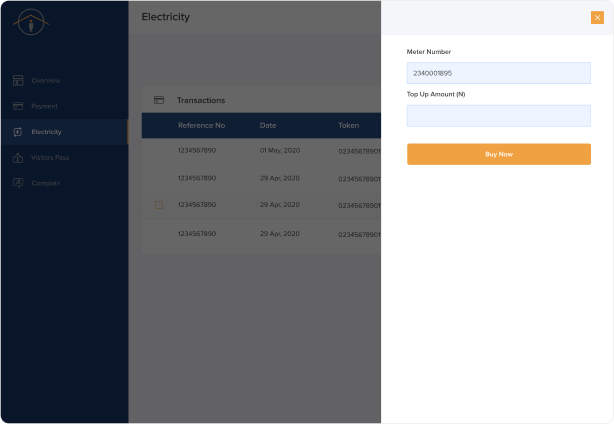 Electricity
Overview
Payment
Electricity
Visitors Pass
Complain
Transactions
Reference No Date Token
1234567890 01 May, 2020 02345678901
1234567890 29 Apr, 2020 02345678901
1234567890 29 Apr, 2020 02345678901
1234567890 29 Apr, 2020 02345678901
Meter Number
2340001895
Top Up Amount (N)
Buy Now